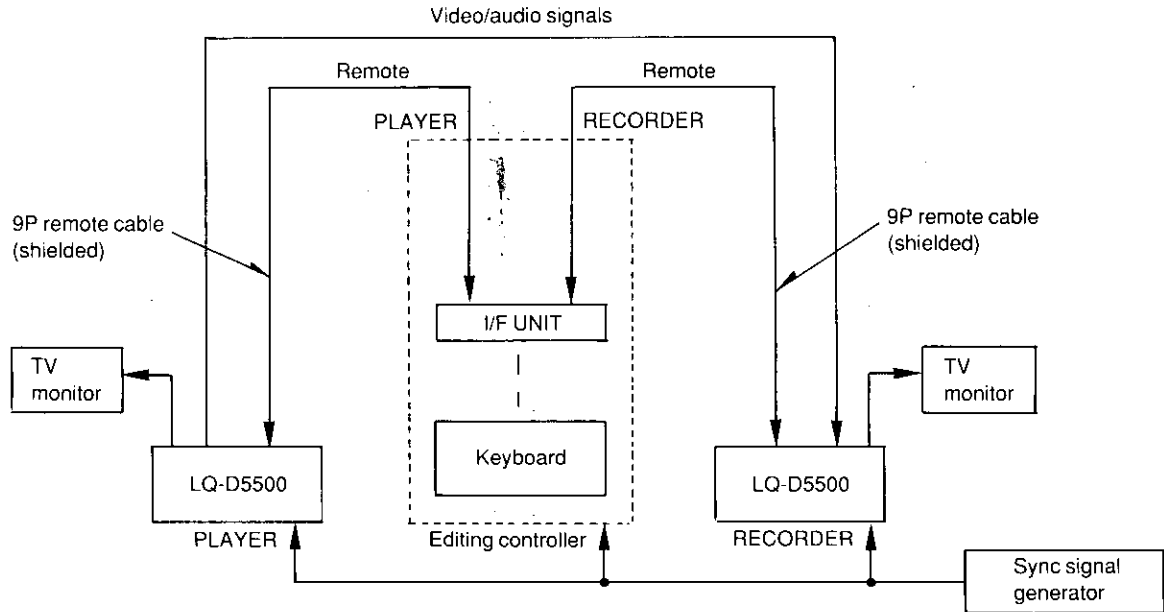 Video/audio signals
Remote
Remote
PLAYER
RECORDER
9P remote cable
(shielded)
9P remote cable
(shielded)
I/F UNIT
TV
monitor
TV
monitor
Keyboard
LQ-D5500
LQ-D5500
PLAYER
Editing controller
RECORDER
Sync signal
generator